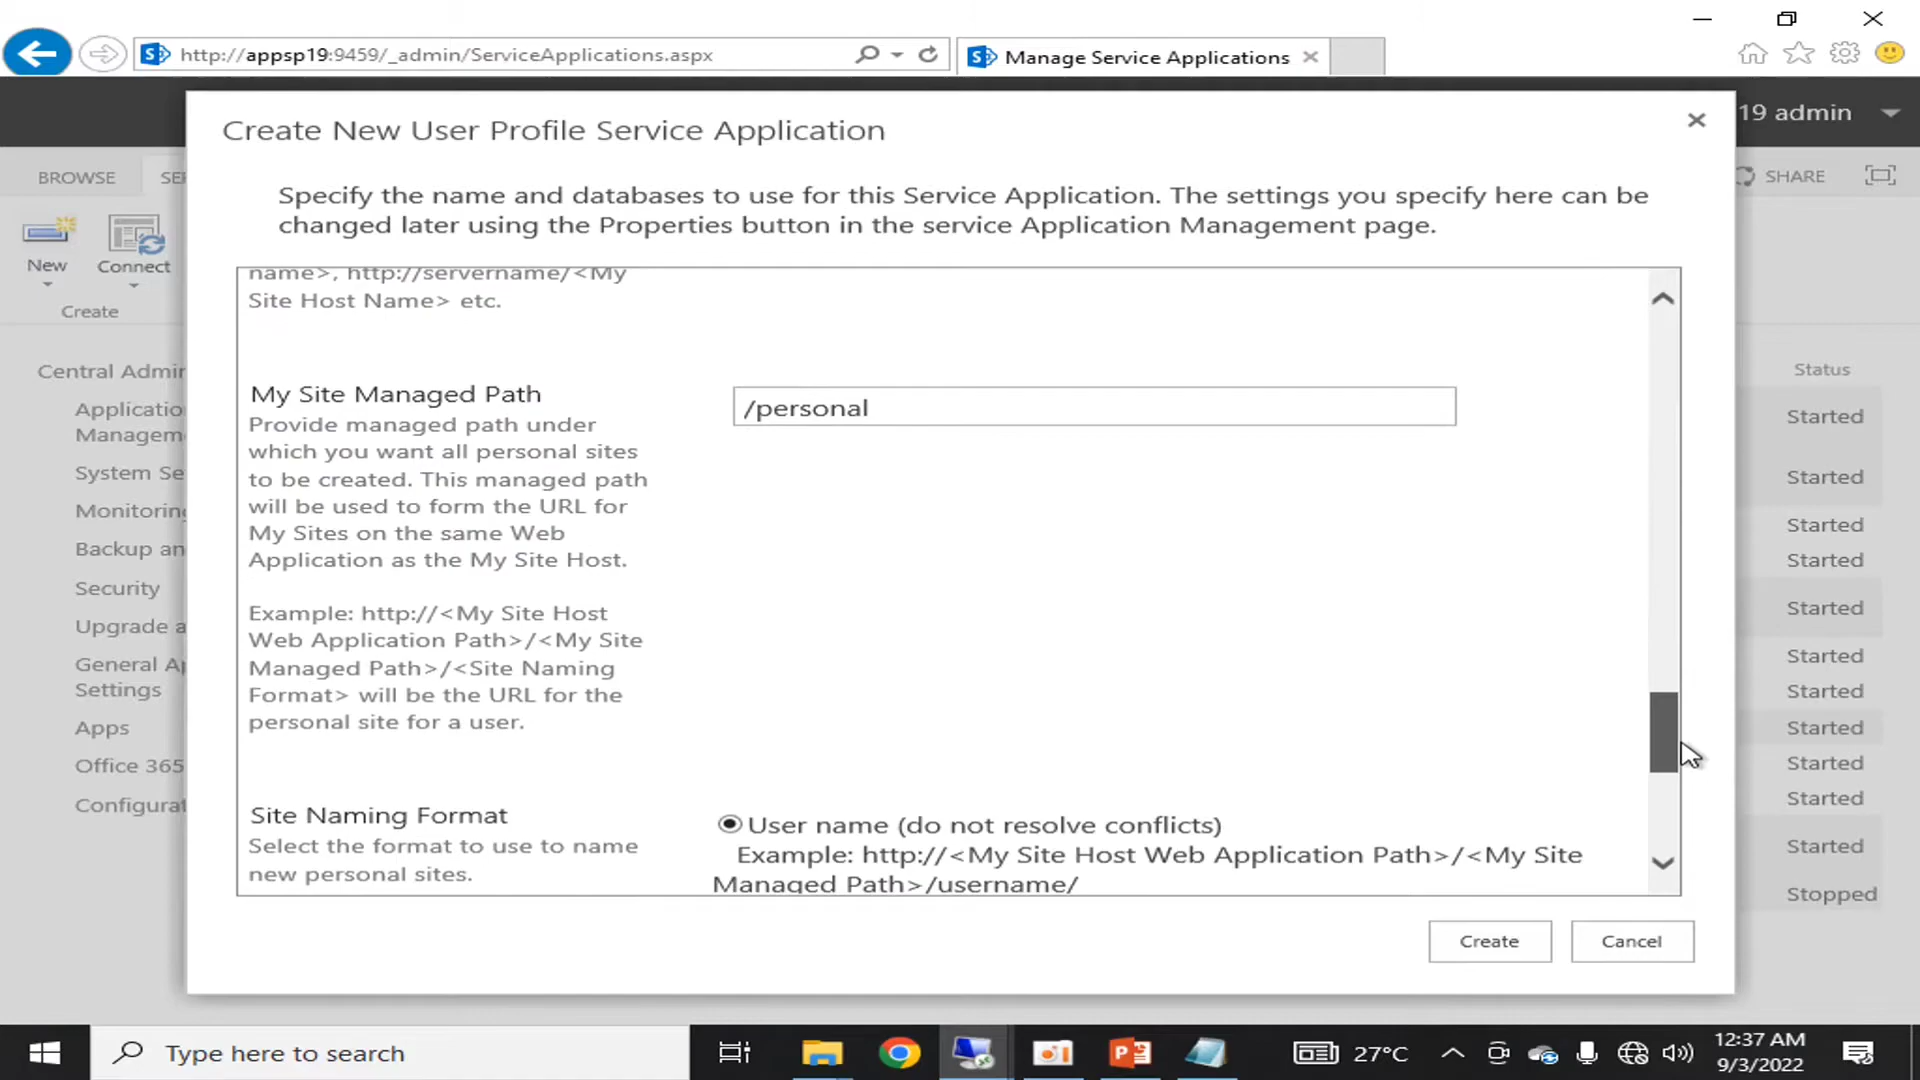 http://appsp19:9459/_admin/ServiceApplications.aspx
Manage Service Applications
19 admin
BROWSE
SER
SHARE
New
Connect
Create
Create New User Profile Service Application
Specify the name and databases to use for this Service Application. The settings you specify here can be
changed later using the Properties button in the service Application Management page.
name>, http://servername/<My
Site Host Name> etc.
My Site Managed Path
/personal
Provide managed path under
which you want all personal sites
to be created. This managed path
will be used to form the URL for
My Sites on the same Web
Application as the My Site Host.
Example: http://<My Site Host
Web Application Path>/<My Site
Managed Path>/<Site Naming
Format> will be the URL for the
personal site for a user.
Site Naming Format
Select the format to use to name
new personal sites.
User name (do not resolve conflicts)
Example: http://<My Site Host Web Application Path>/<My Site
Managed Path>/username/
Create
Cancel
Central Admin
Applicatio
Managem
System Se
Monitoring
Backup an
Security
Upgrade a
General Ap
Settings
Apps
Office 365
Configurat
Status
Started
Started
Started
Started
Started
Started
Started
Started
Started
Started
Started
Stopped
Type here to search
27°C
12:37 AM
9/3/2022